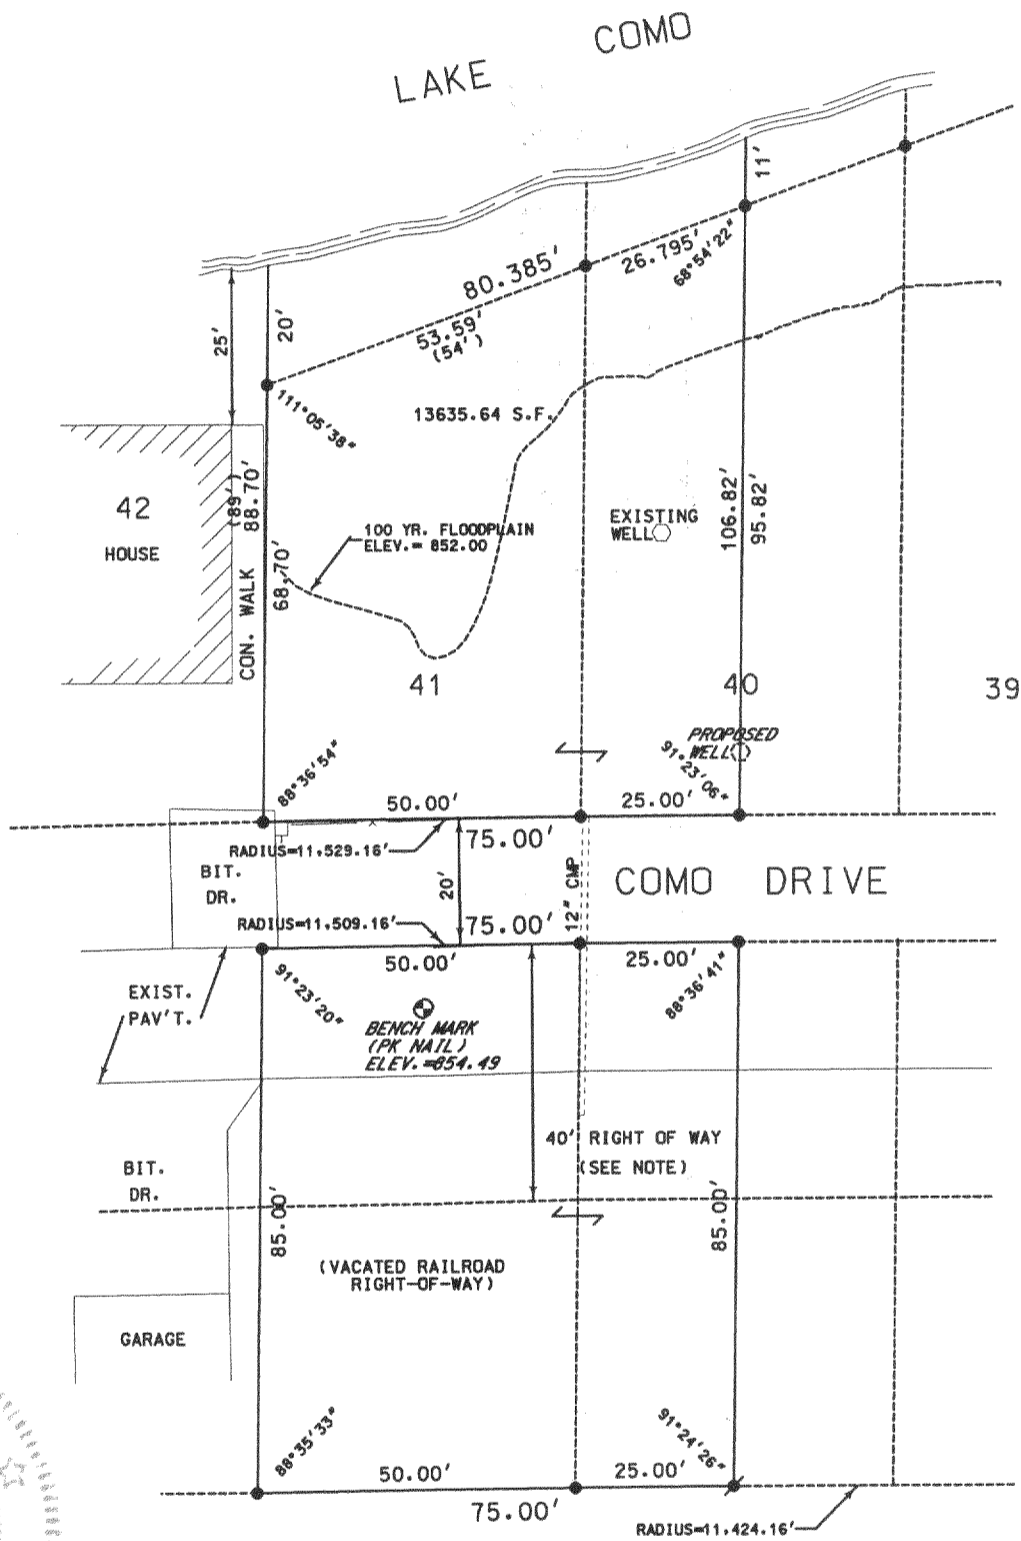 LAKE COMO
11'
80.385'
26.795'
68°54'22"
53.59'
(54')
25'
20'
111°05'38"
13635.64 S.F.
42
HOUSE
(89')
88.70'
CON. WALK
68.70'
100 YR. FLOODPLAIN
ELEV.= 852.00
EXISTING
WELL
106.82'
95.82'
41
40
39
PROPOSED
WELL
88°36'54"
91°23'06"
50.00'
25.00'
75.00'
RADIUS=11,529.16'
BIT.
DR.
20'
12" CMP
COMO DRIVE
RADIUS=11,509.16'
75.00'
50.00'
25.00'
EXIST.
PAV'T.
91°23'20"
88°36'41"
BENCH MARK
(PK NAIL)
ELEV.=854.49
40' RIGHT OF WAY
(SEE NOTE)
BIT.
DR.
85.00'
85.00'
(VACATED RAILROAD
RIGHT-OF-WAY)
GARAGE
88°35'33"
91°24'26"
50.00'
25.00'
75.00'
RADIUS=11,424.16'